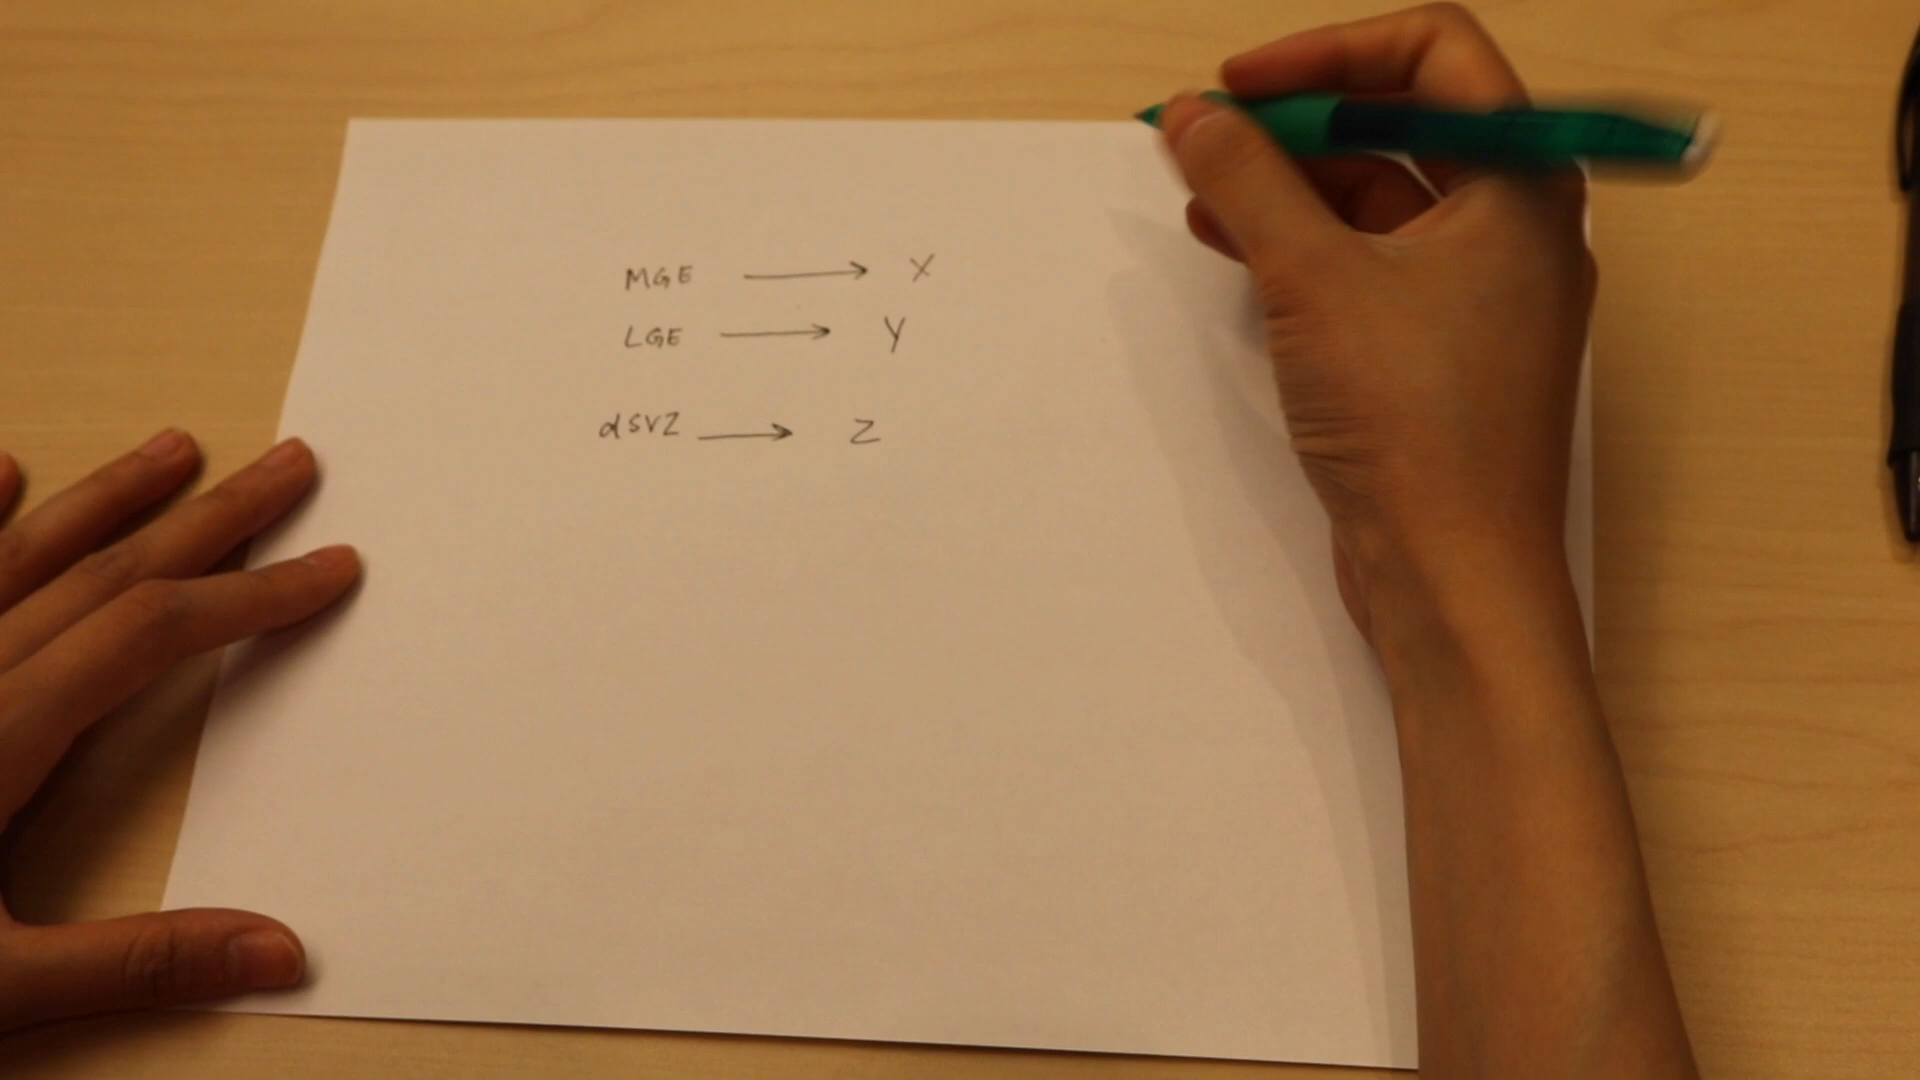 MGE → X
LGE → Y
dSVZ → Z